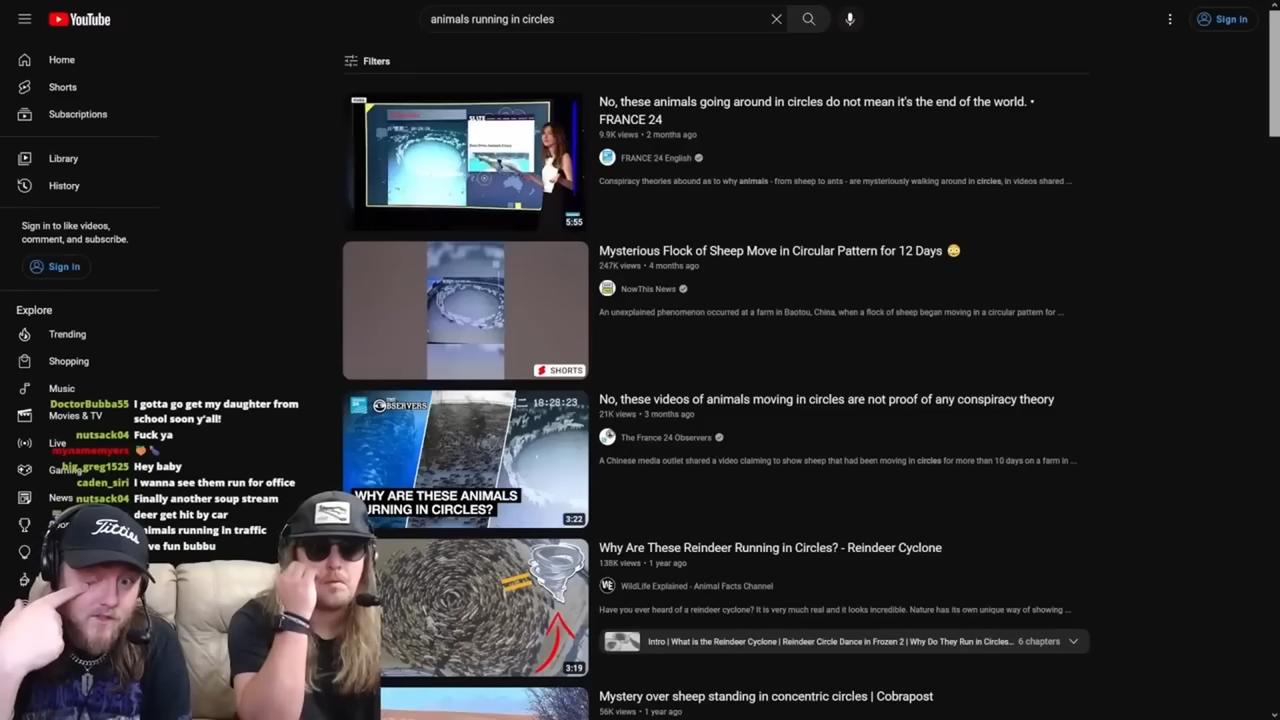 YouTube
animals running in circles
Sign in
Home
Shorts
Subscriptions
Library
History
Sign in to like videos,
comment, and subscribe.
Sign in
Explore
Trending
Shopping
Music
Movies & TV
Live
Gaming
News
DoctorBubba55 I gotta go get my daughter from
school soon y'all!
nutsack04 Fuck ya
mynamemyers 🍑🍆
big_greg1525 Hey baby
caden_siri I wanna see them run for office
nutsack04 Finally another soup stream
deer get hit by car
animals running in traffic
have fun bubbu
Titties
Filters
No, these animals going around in circles do not mean it's the end of the world. •
FRANCE 24
9.9K views • 2 months ago
FRANCE 24 English
Conspiracy theories abound as to why animals - from sheep to ants - are mysteriously walking around in circles, in videos shared ...
SLATE
5:55
Mysterious Flock of Sheep Move in Circular Pattern for 12 Days 😳
247K views • 4 months ago
NowThis News
An unexplained phenomenon occurred at a farm in Baotou, China, when a flock of sheep began moving in a circular pattern for ...
SHORTS
No, these videos of animals moving in circles are not proof of any conspiracy theory
21K views • 3 months ago
The France 24 Observers
A Chinese media outlet shared a video claiming to show sheep that had been moving in circles for more than 10 days on a farm in ...
THE OBSERVERS
18:28:23
WHY ARE THESE ANIMALS
TURNING IN CIRCLES?
3:22
Why Are These Reindeer Running in Circles? - Reindeer Cyclone
138K views • 1 year ago
WE
WildLife Explained - Animal Facts Channel
Have you ever heard of a reindeer cyclone? It is very much real and it looks incredible. Nature has its own unique way of showing ...
Intro | What is the Reindeer Cyclone | Reindeer Circle Dance in Frozen 2 | Why Do They Run in Circles... 6 chapters
3:19
Mystery over sheep standing in concentric circles | Cobrapost
56K views • 1 year ago